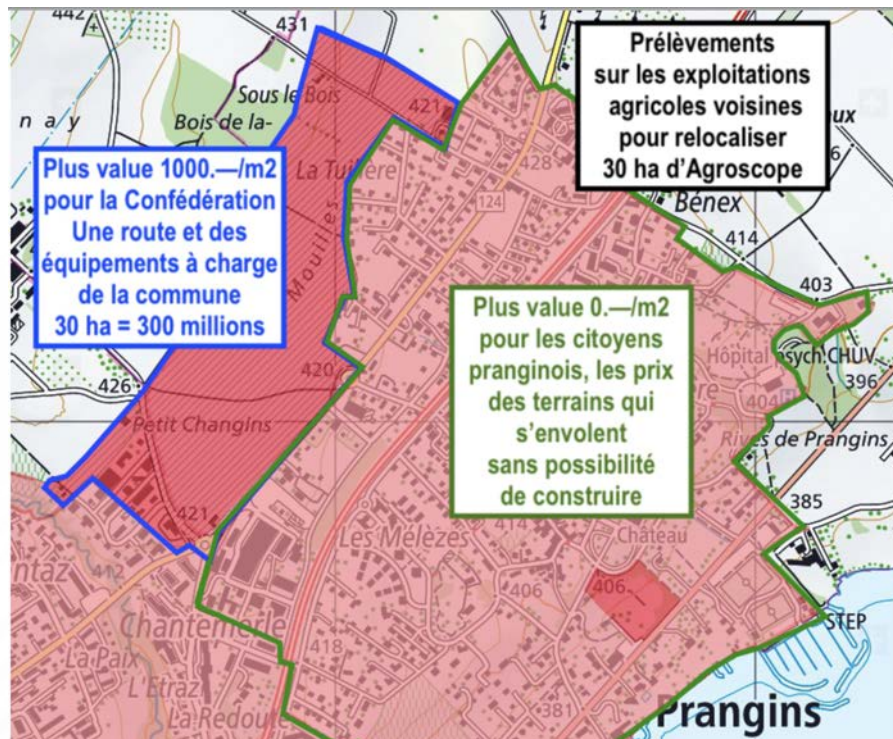 442
431
Prélèvements
sur les exploitations
agricoles voisines
pour relocaliser
30 ha d'Agroscope
Sous le Bois
421
n a y
Bois de la-
Plus value 1000.—/m2
pour la Confédération
Une route et des
équipements à charge
de la commune
30 ha = 300 millions
La Tuilière
428
124
Bénex
Mouilles
414
403
Plus value 0.—/m2
pour les citoyens
pranginois, les prix
des terrains qui
s'envolent
sans possibilité
de construire
Hôpital psych.CHUV
420
426
396
404
Petit Changins
Rives de Prangins
385
421
414
Château
Les Mélèzes
406
406
412
STEP
Chantemerle
418
La Paix
L'Etraz
381
La Redoute
Prangins